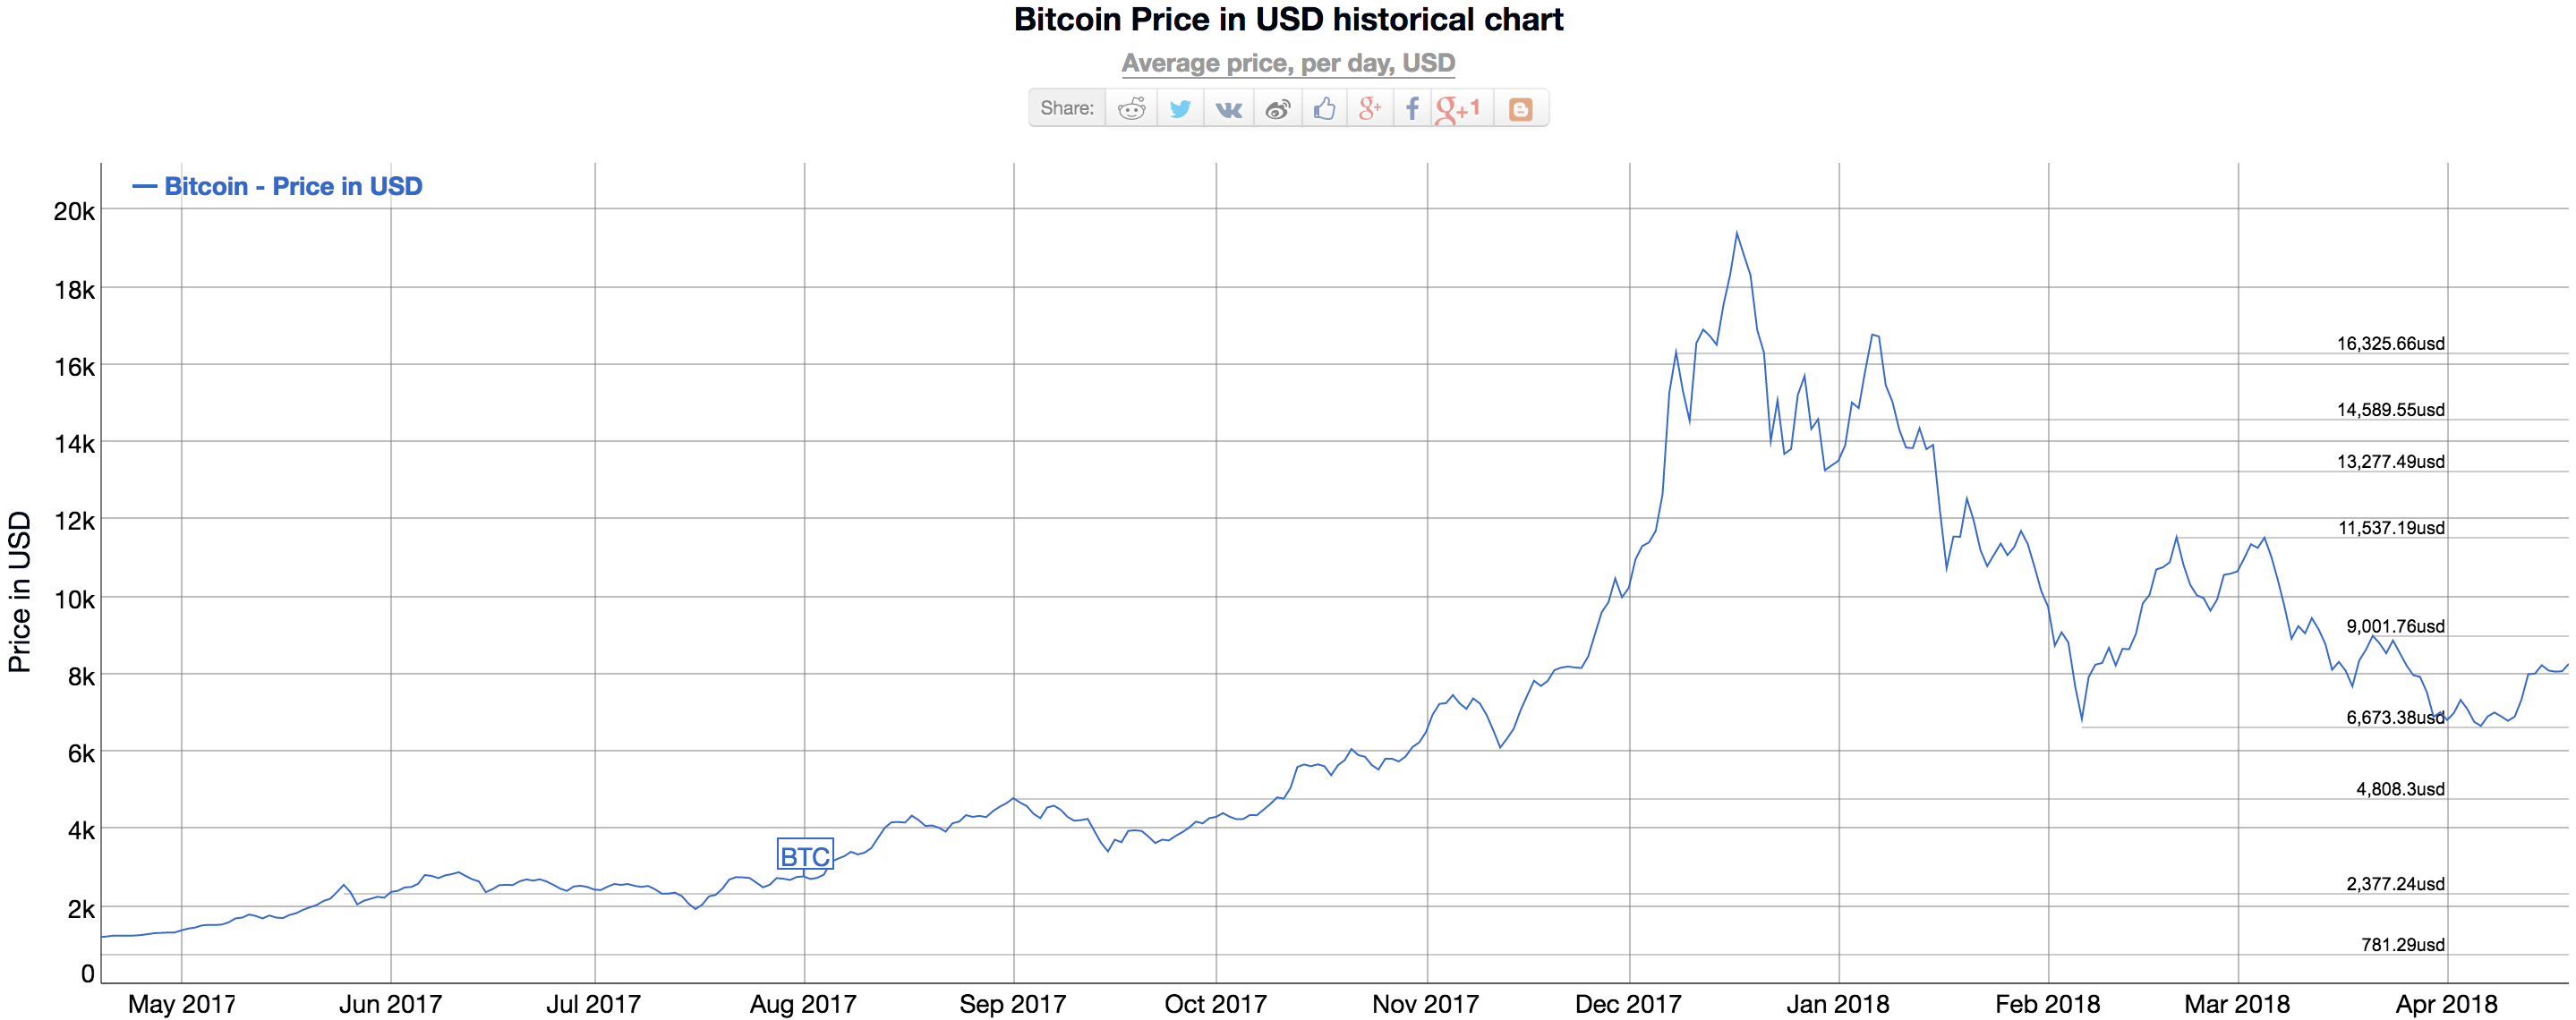 Bitcoin Price in USD historical chart
Average price, per day, USD
Share:
g+
f
g+1
Bitcoin - Price in USD
Price in USD
20k
18k
16k
14k
12k
10k
8k
6k
4k
2k
0
16,325.66usd
14,589.55usd
13,277.49usd
11,537.19usd
9,001.76usd
6,673.38usd
4,808.3usd
2,377.24usd
781.29usd
BTC
May 2017 Jun 2017 Jul 2017 Aug 2017 Sep 2017 Oct 2017 Nov 2017 Dec 2017 Jan 2018 Feb 2018 Mar 2018 Apr 2018